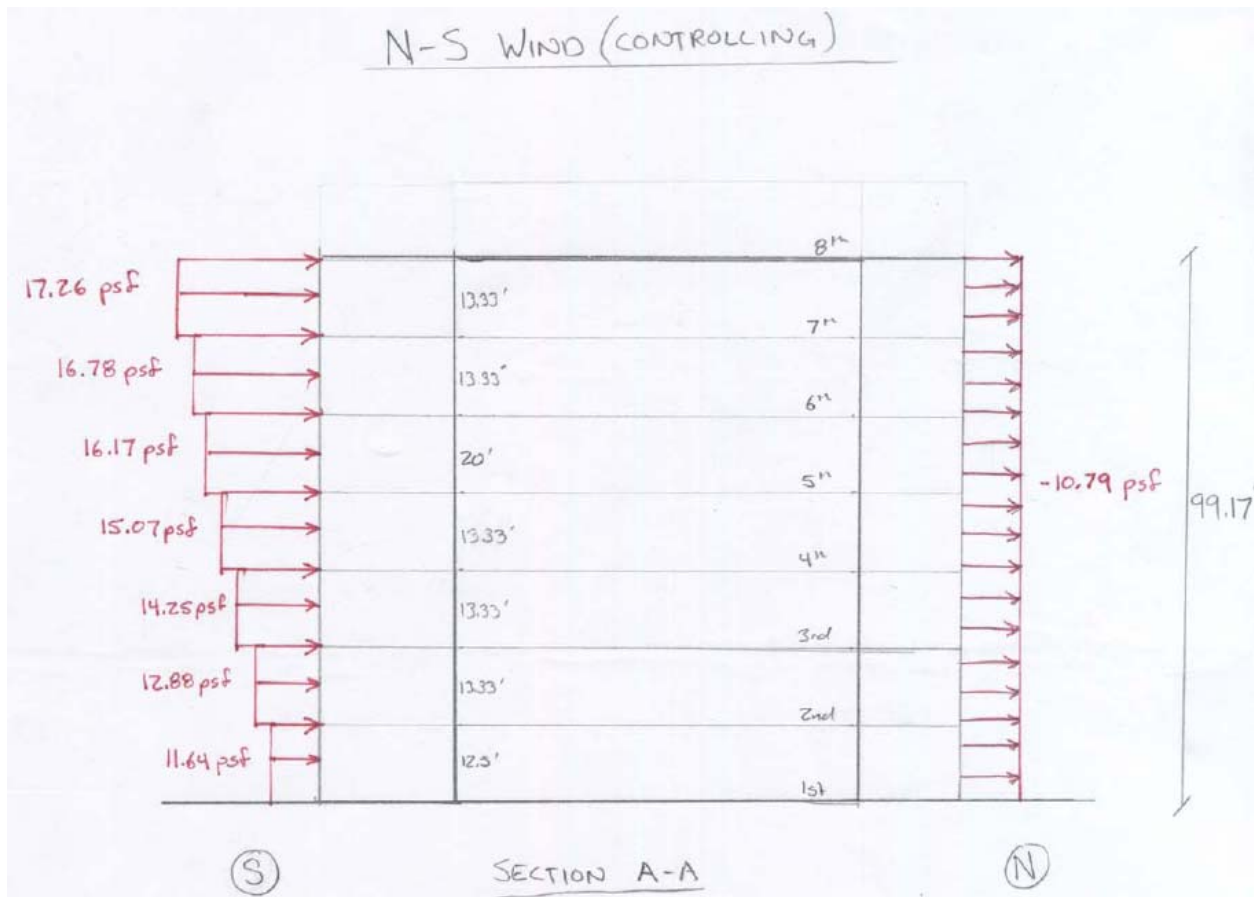 N-S WIND (CONTROLLING)
8th
17.26 psf
13.33'
7th
16.78 psf
13.33'
6th
16.17 psf
20'
5th
-10.79 psf
15.07 psf
13.33'
99.17'
4th
14.25 psf
13.33'
3rd
12.88 psf
13.33'
2nd
11.64 psf
12.5'
1st
S
SECTION A-A
N